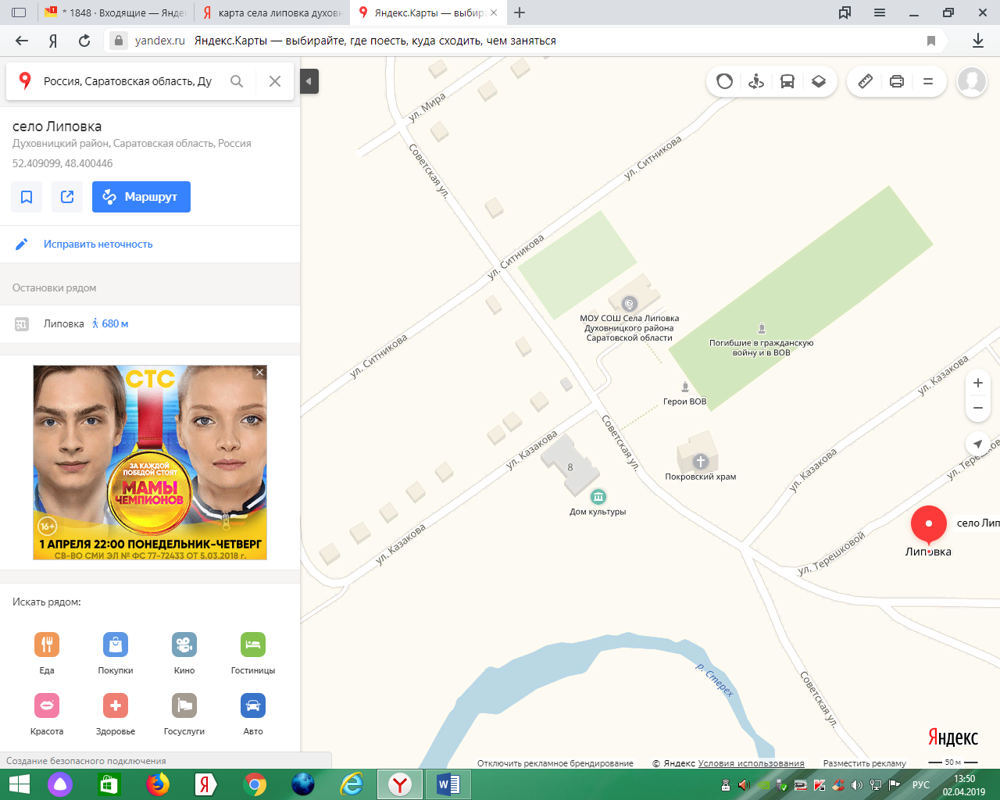 * 1848 · Входящие — Янде
карта села липовка духовн
Яндекс.Карты — выбира
yandex.ru Яндекс.Карты — выбирайте, где поесть, куда сходить, чем заняться
Россия, Саратовская область, Ду
село Липовка
Духовницкий район, Саратовская область, Россия
52.409099, 48.400446
Маршрут
Исправить неточность
Остановки рядом
Липовка 680 м
СТС
ЗА КАЖДОЙ
ПОБЕДОЙ СТОЯТ
МАМЫ
ЧЕМПИОНОВ
16+
1 АПРЕЛЯ 22:00 ПОНЕДЕЛЬНИК-ЧЕТВЕРГ
СВ-ВО СМИ ЭЛ № ФС 77-72433 ОТ 5.03.2018 г.
Искать рядом:
Еда
Покупки
Кино
Гостиницы
Красота
Здоровье
Госуслуги
Авто
Создание безопасного подключения
ул. Мира
Советская ул.
ул. Ситникова
ул. Ситникова
ул. Ситникова
МОУ СОШ Села Липовка
Духовницкого района
Саратовской области
Погибшие в гражданскую
войну и в ВОВ
Герои ВОВ
ул. Казакова
Советская ул.
ул. Казакова
8
Покровский храм
Дом культуры
ул. Казакова
ул. Казакова
ул. Терешков
село Лип
Липовка
ул. Терешковой
р. Стерех
Советская ул.
Яндекс
Отключить рекламное брендирование
© Яндекс Условия использования
Разместить рекламу
50 м
РУС
13:50
02.04.2019